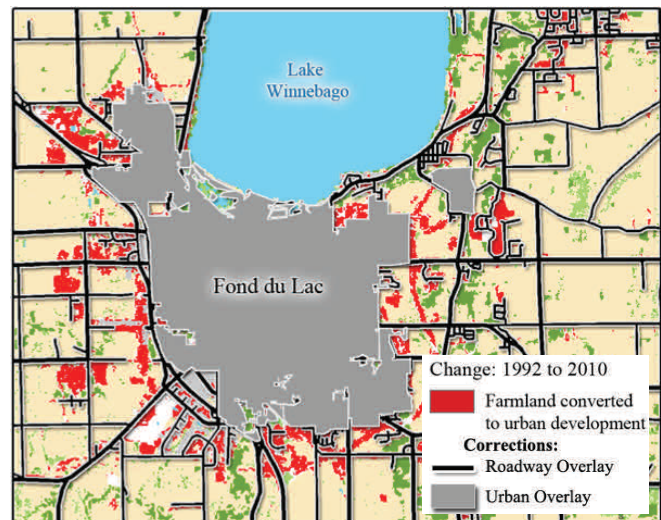 Lake
Winnebago
Fond du Lac
Change: 1992 to 2010
Farmland converted
to urban development
Corrections:
Roadway Overlay
Urban Overlay